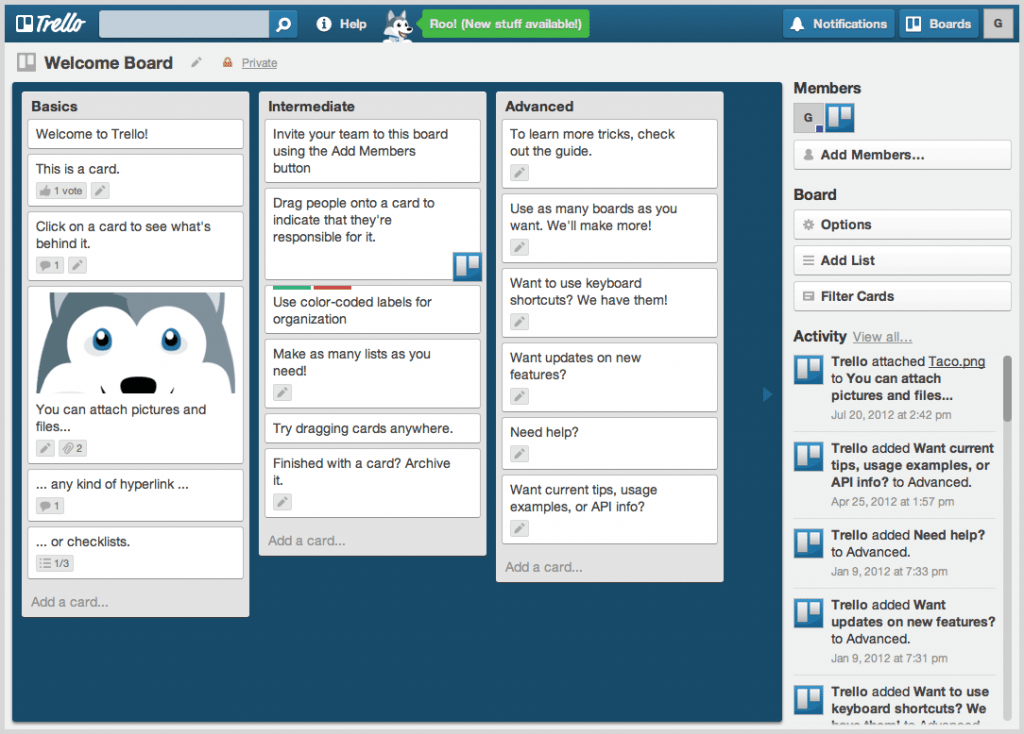 Trello
Help
Roo! (New stuff available!)
Notifications
Boards
G
Welcome Board
Private
Basics
Welcome to Trello!
This is a card.
1 vote
Click on a card to see what's
behind it.
1
You can attach pictures and
files...
2
... any kind of hyperlink ...
1
... or checklists.
1/3
Add a card...
Intermediate
Invite your team to this board
using the Add Members
button
Drag people onto a card to
indicate that they're
responsible for it.
Use color-coded labels for
organization
Make as many lists as you
need!
Try dragging cards anywhere.
Finished with a card? Archive
it.
Add a card...
Advanced
To learn more tricks, check
out the guide.
Use as many boards as you
want. We'll make more!
Want to use keyboard
shortcuts? We have them!
Want updates on new
features?
Need help?
Want current tips, usage
examples, or API info?
Add a card...
Members
G
Add Members...
Board
Options
Add List
Filter Cards
Activity View all...
Trello attached Taco.png
to You can attach
pictures and files...
Jul 20, 2012 at 2:42 pm
Trello added Want current
tips, usage examples, or
API info? to Advanced.
Apr 25, 2012 at 1:57 pm
Trello added Need help?
to Advanced.
Jan 9, 2012 at 7:33 pm
Trello added Want
updates on new features?
to Advanced.
Jan 9, 2012 at 7:31 pm
Trello added Want to use
keyboard shortcuts? We
have them! to Advanced.